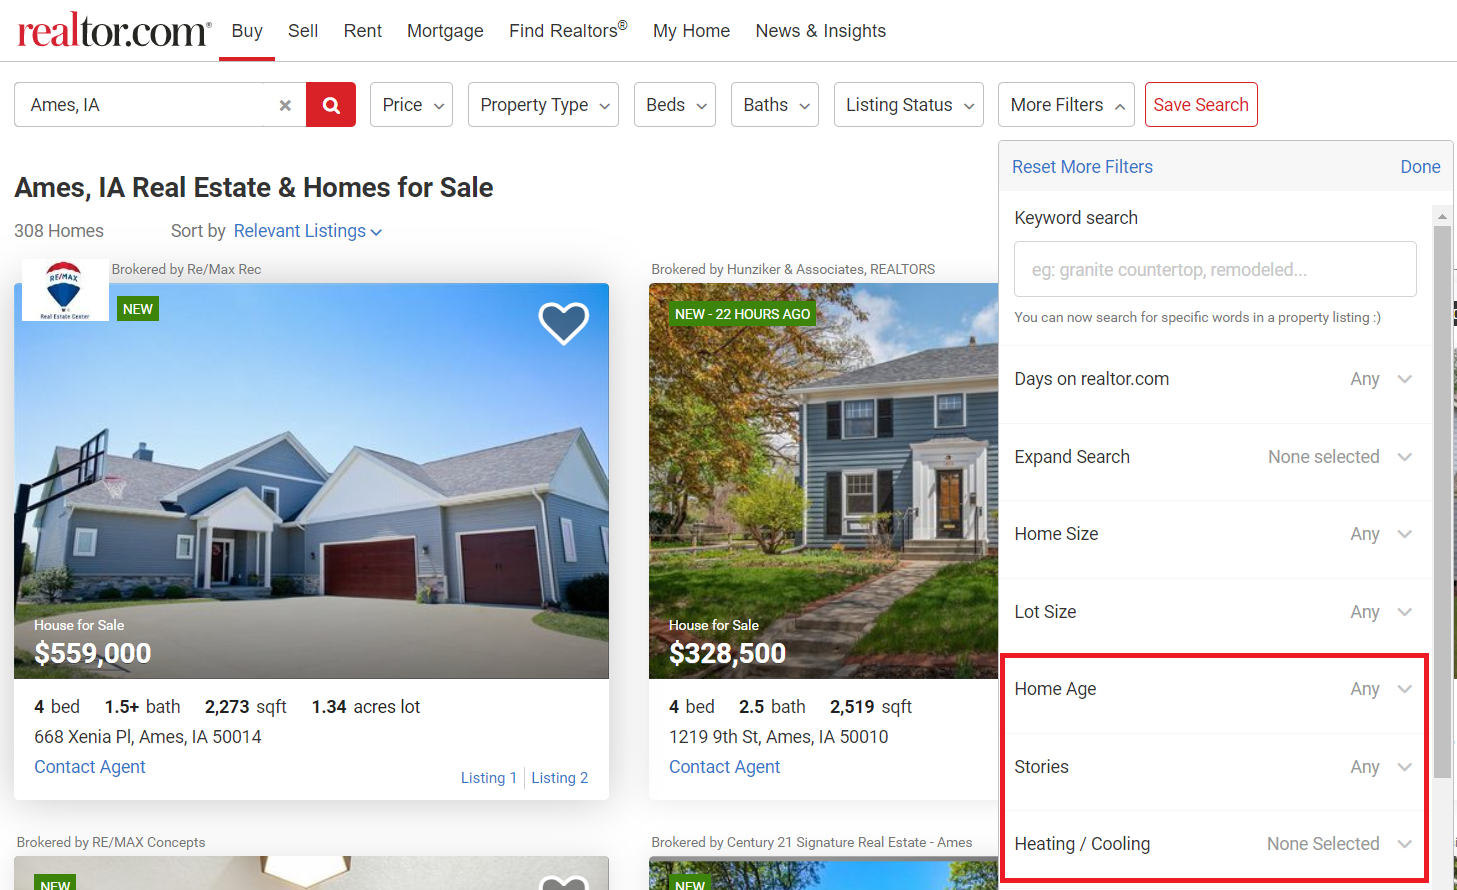 realtor.com®
Buy
Sell
Rent
Mortgage
Find Realtors®
My Home
News & Insights
Ames, IA
Price
Property Type
Beds
Baths
Listing Status
More Filters
Save Search
Ames, IA Real Estate & Homes for Sale
308 Homes
Sort by Relevant Listings
Brokered by Re/Max Rec
RE/MAX
Real Estate Center
NEW
House for Sale
$559,000
4 bed 1.5+ bath 2,273 sqft 1.34 acres lot
668 Xenia Pl, Ames, IA 50014
Contact Agent
Listing 1 Listing 2
Brokered by Hunziker & Associates, REALTORS
NEW - 22 HOURS AGO
House for Sale
$328,500
4 bed 2.5 bath 2,519 sqft
1219 9th St, Ames, IA 50010
Contact Agent
Brokered by RE/MAX Concepts
NEW
Brokered by Century 21 Signature Real Estate - Ames
NEW
Reset More Filters
Done
Keyword search
eg: granite countertop, remodeled...
You can now search for specific words in a property listing :)
Days on realtor.com Any
Expand Search None selected
Home Size Any
Lot Size Any
Home Age Any
Stories Any
Heating / Cooling None Selected